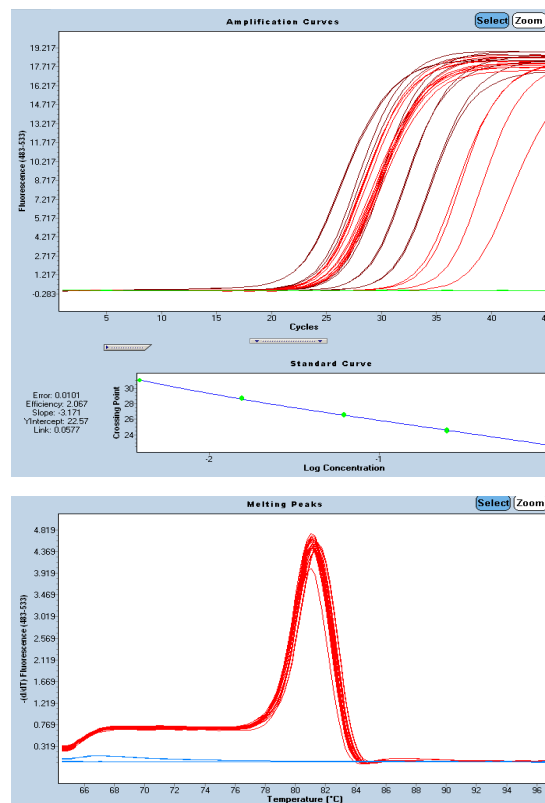 Amplification Curves
Select Zoom
19.217
17.717
16.217
14.717
13.217
11.717
10.217
8.717
7.217
5.717
4.217
2.717
1.217
-0.283
Fluorescence (483-533)
5 10 15 20 25 30 35 40 45
Cycles
Standard Curve
Error: 0.0101
Efficiency: 2.067
Slope: -3.171
YIntercept: 22.57
Link: 0.0577
Crossing Point
30
28
26
24
-2 -1
Log Concentration
Melting Peaks
Select Zoom
4.819
4.369
3.919
3.469
3.019
2.569
2.119
1.669
1.219
0.769
0.319
-(d/dT) Fluorescence (483-533)
66 68 70 72 74 76 78 80 82 84 86 88 90 92 94 96
Temperature (°C)